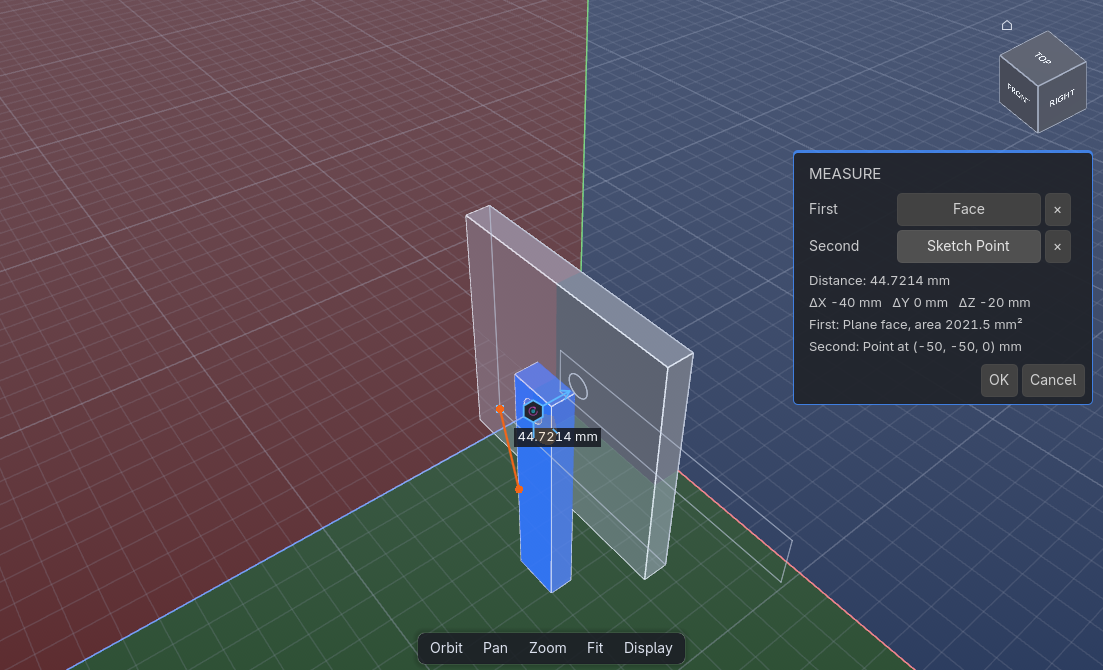 TOP
FRONT
RIGHT
MEASURE
First
Face
×
Second
Sketch Point
×
Distance: 44.7214 mm
ΔX -40 mm ΔY 0 mm ΔZ -20 mm
First: Plane face, area 2021.5 mm²
Second: Point at (-50, -50, 0) mm
OK
Cancel
44.7214 mm
Orbit
Pan
Zoom
Fit
Display